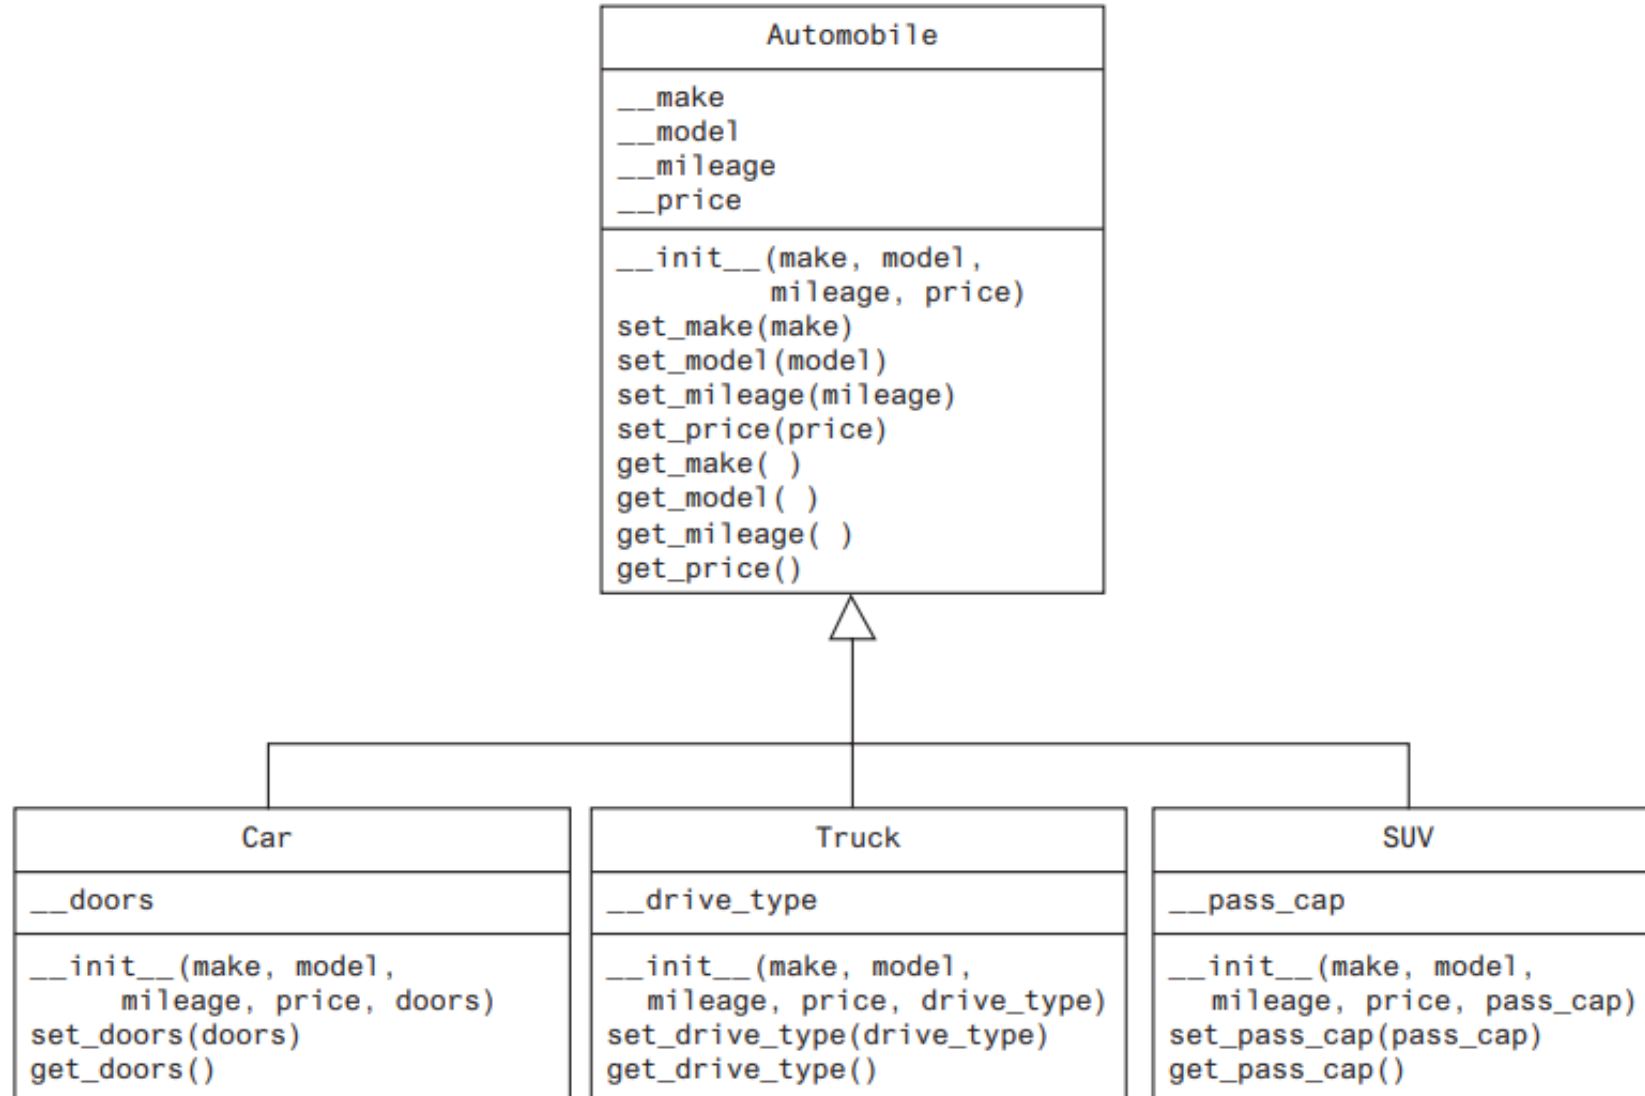 Automobile
__make
__model
__mileage
__price
__init__(make, model,
mileage, price)
set_make(make)
set_model(model)
set_mileage(mileage)
set_price(price)
get_make( )
get_model( )
get_mileage( )
get_price()
Car
__doors
__init__(make, model,
mileage, price, doors)
set_doors(doors)
get_doors()
Truck
__drive_type
__init__(make, model,
mileage, price, drive_type)
set_drive_type(drive_type)
get_drive_type()
SUV
__pass_cap
__init__(make, model,
mileage, price, pass_cap)
set_pass_cap(pass_cap)
get_pass_cap()